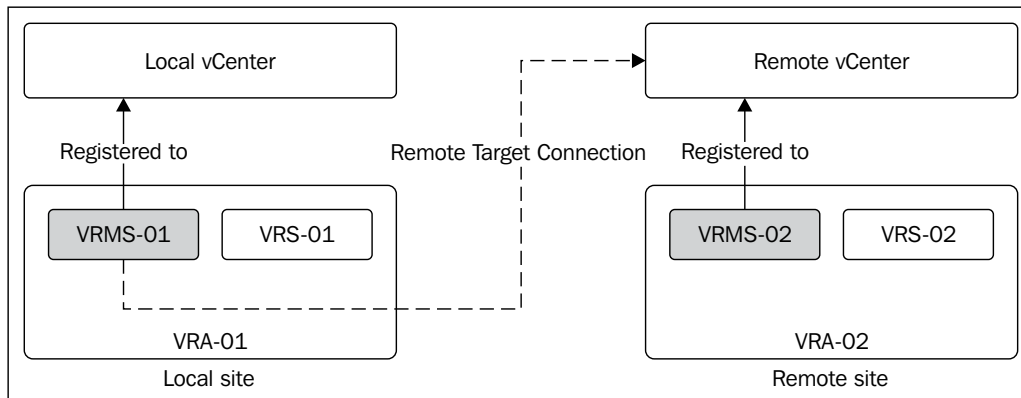 Local vCenter
Remote vCenter
Registered to
Remote Target Connection
Registered to
VRMS-01
VRS-01
VRMS-02
VRS-02
VRA-01
VRA-02
Local site
Remote site